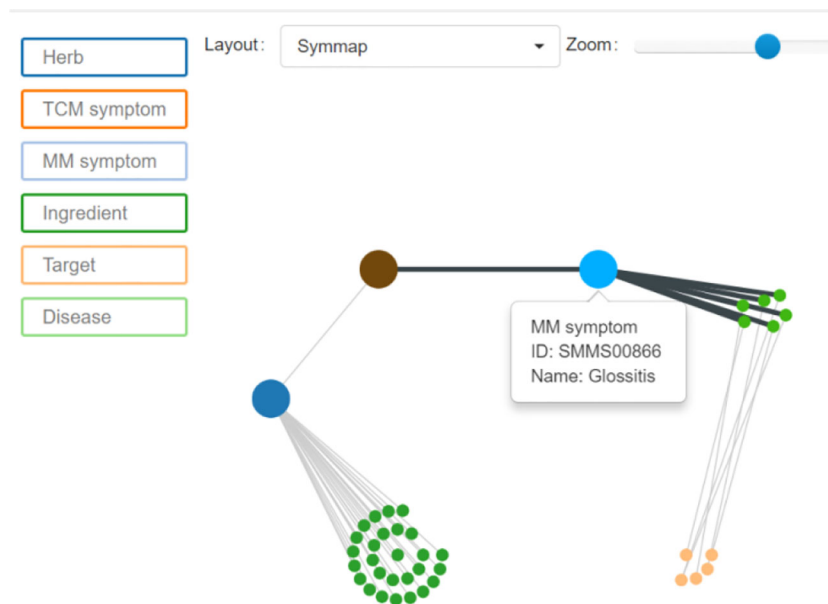 Layout:
Symmap
Zoom:
Herb
TCM symptom
MM symptom
Ingredient
Target
Disease
MM symptom
ID: SMMS00866
Name: Glossitis